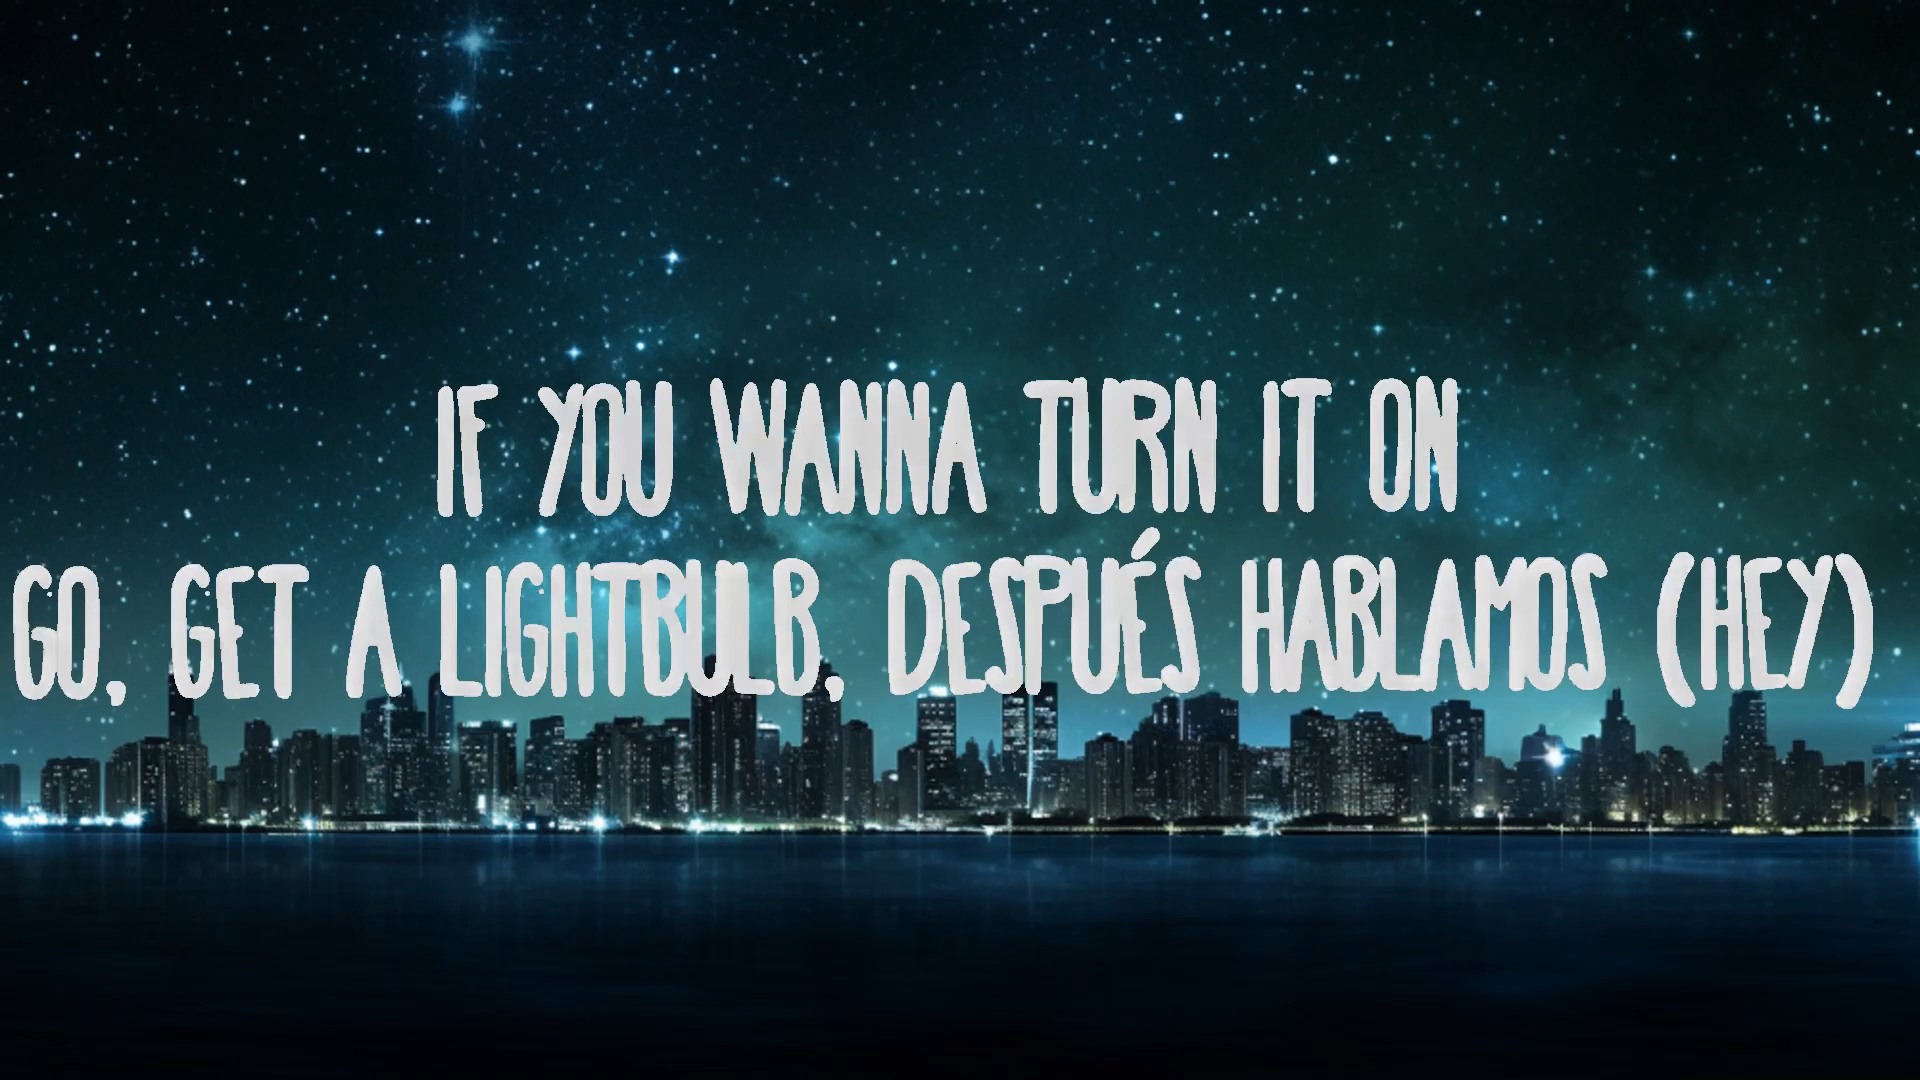 IF YOU WANNA TURN IT ON
GO, GET A LIGHTBULB, DESPUÉS HABLAMOS (HEY)